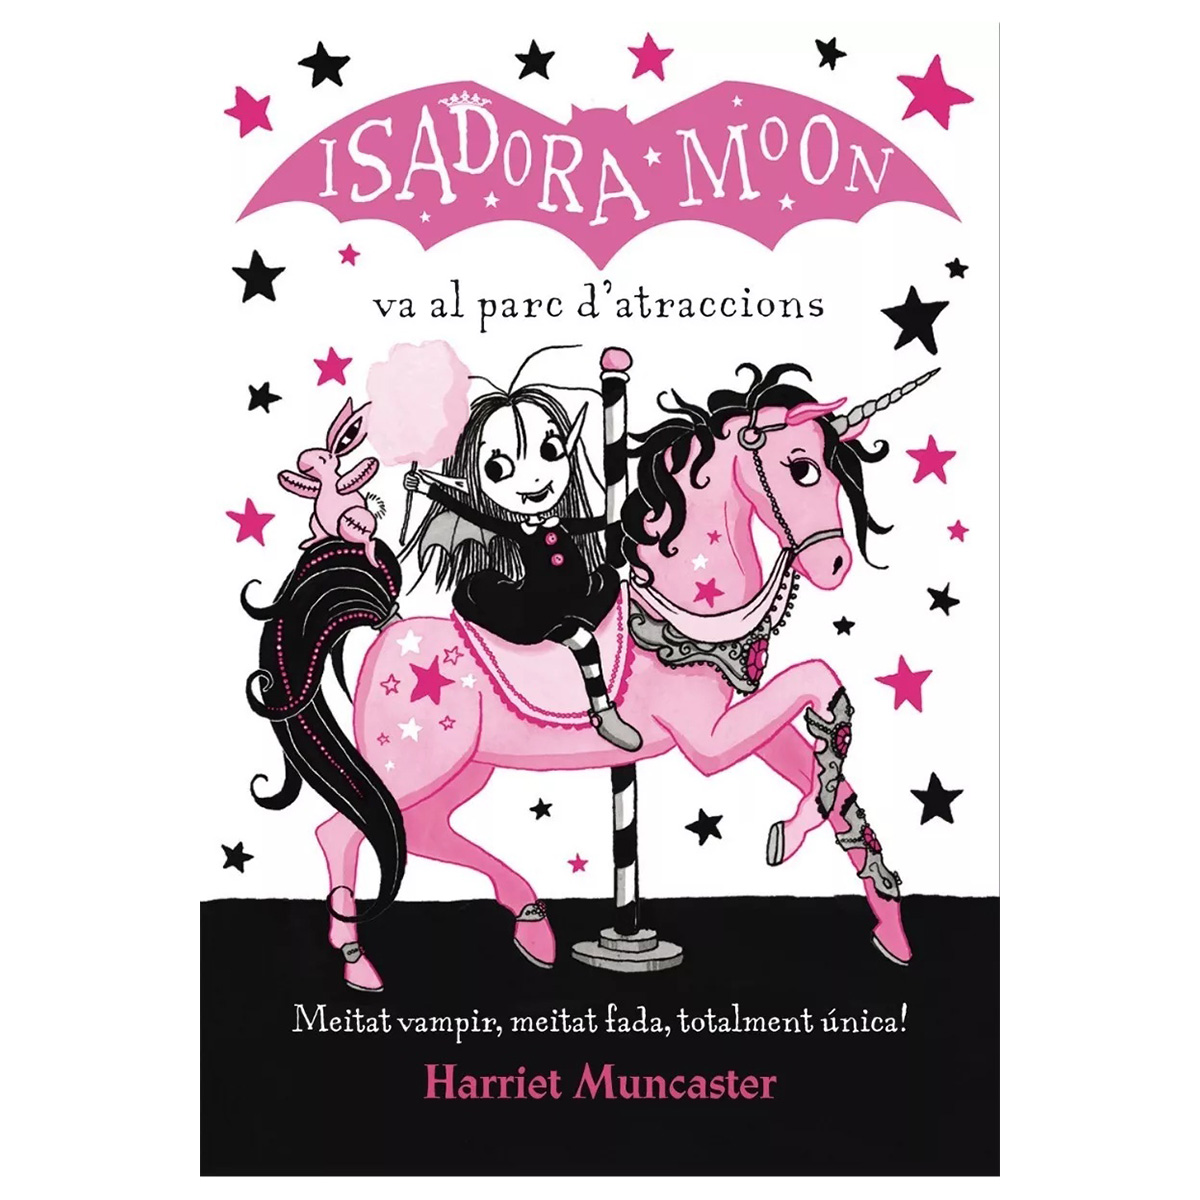 ISADORA MOON
va al parc d'atraccions
Meitat vampir, meitat fada, totalment única!
Harriet Muncaster